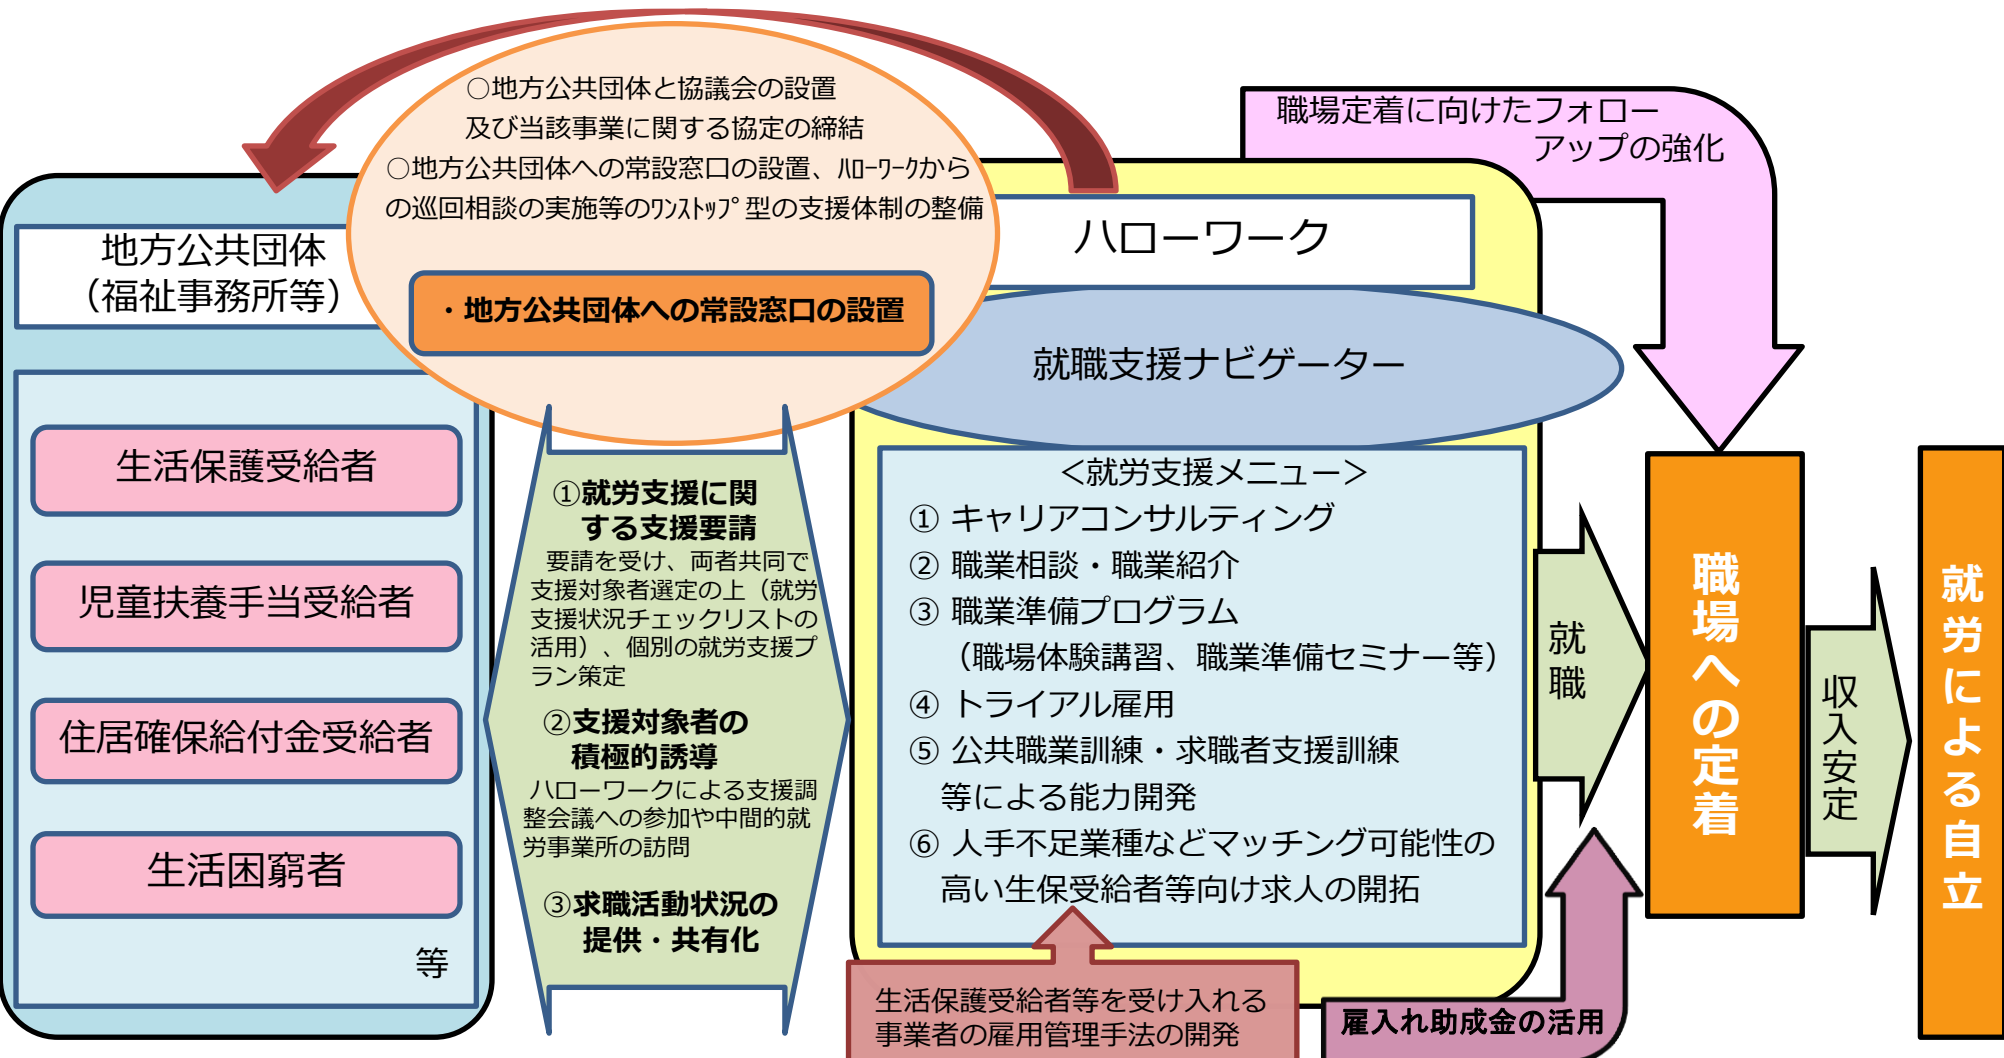 ○地方公共団体と協議会の設置
及び当該事業に関する協定の締結
○地方公共団体への常設窓口の設置、ﾊﾛｰﾜｰｸから
の巡回相談の実施等のﾜﾝｽﾄｯﾌﾟ型の支援体制の整備
・地方公共団体への常設窓口の設置
地方公共団体
（福祉事務所等）
生活保護受給者
児童扶養手当受給者
住居確保給付金受給者
生活困窮者
等
①就労支援に関
する支援要請
要請を受け、両者共同で
支援対象者選定の上（就労
支援状況チェックリストの
活用）、個別の就労支援プ
ラン策定
②支援対象者の
積極的誘導
ハローワークによる支援調
整会議への参加や中間的就
労事業所の訪問
③求職活動状況の
提供・共有化
ハローワーク
就職支援ナビゲーター
＜就労支援メニュー＞
① キャリアコンサルティング
② 職業相談・職業紹介
③ 職業準備プログラム
（職場体験講習、職業準備セミナー等）
④ トライアル雇用
⑤ 公共職業訓練・求職者支援訓練
等による能力開発
⑥ 人手不足業種などマッチング可能性の
高い生保受給者等向け求人の開拓
生活保護受給者等を受け入れる
事業者の雇用管理手法の開発
雇入れ助成金の活用
職場定着に向けたフォロー
アップの強化
就職
職場への定着
収入安定
就労による自立